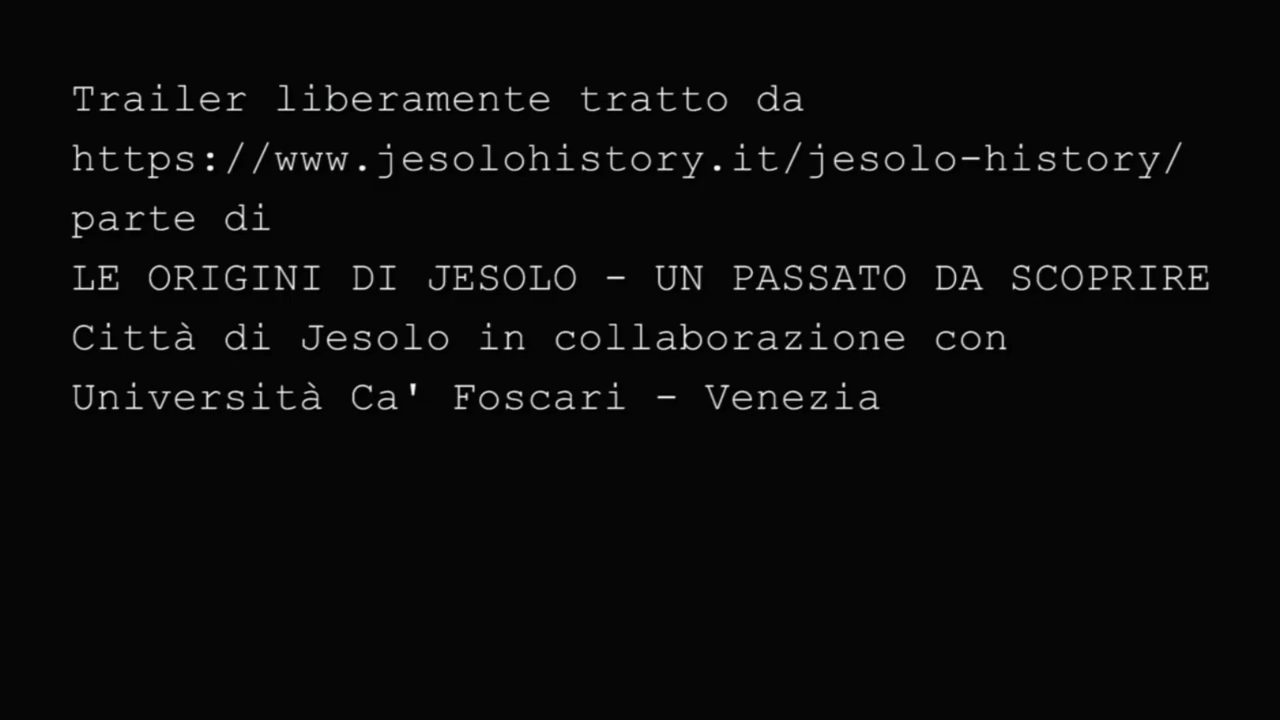 Trailer liberamente tratto da
https://www.jesolohistory.it/jesolo-history/
parte di
LE ORIGINI DI JESOLO - UN PASSATO DA SCOPRIRE
Città di Jesolo in collaborazione con
Università Ca' Foscari - Venezia